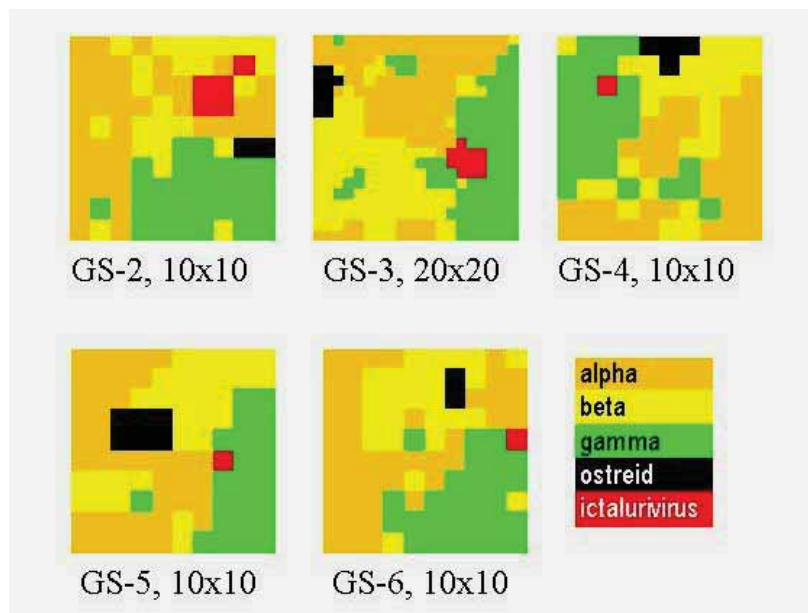 GS-2, 10x10
GS-3, 20x20
GS-4, 10x10
alpha
beta
gamma
ostreid
ictalurivirus
GS-5, 10x10
GS-6, 10x10